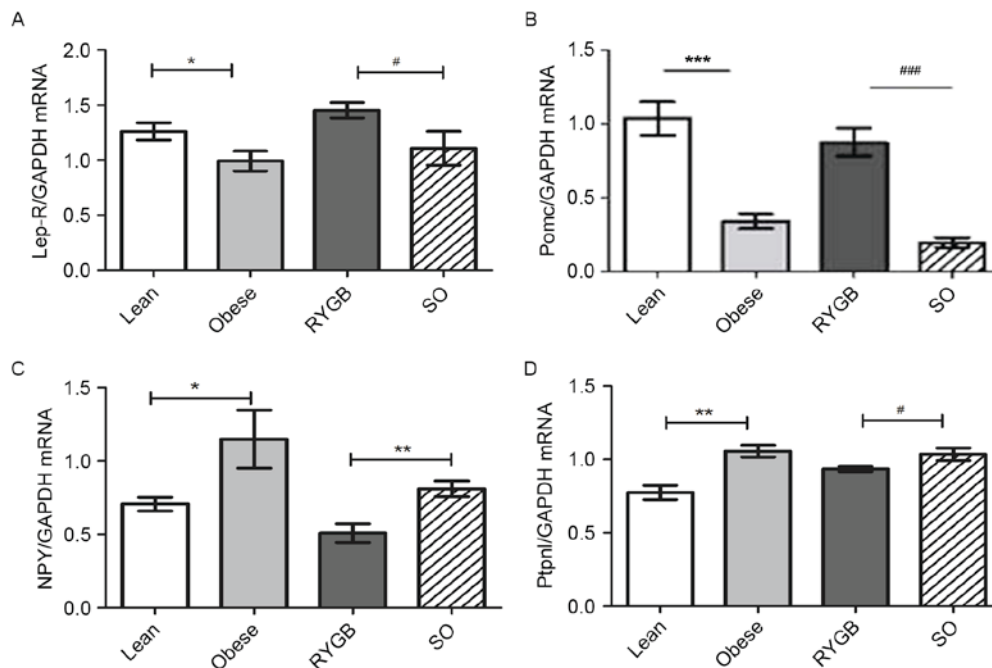 A
Lep-R/GAPDH mRNA
2.0
1.5
1.0
0.5
0.0
*
#
Lean
Obese
RYGB
SO
B
Pomc/GAPDH mRNA
1.5
1.0
0.5
0.0
***
###
Lean
Obese
RYGB
SO
C
NPY/GAPDH mRNA
1.5
1.0
0.5
0.0
*
**
Lean
Obese
RYGB
SO
D
Ptpnl/GAPDH mRNA
1.5
1.0
0.5
0.0
**
#
Lean
Obese
RYGB
SO